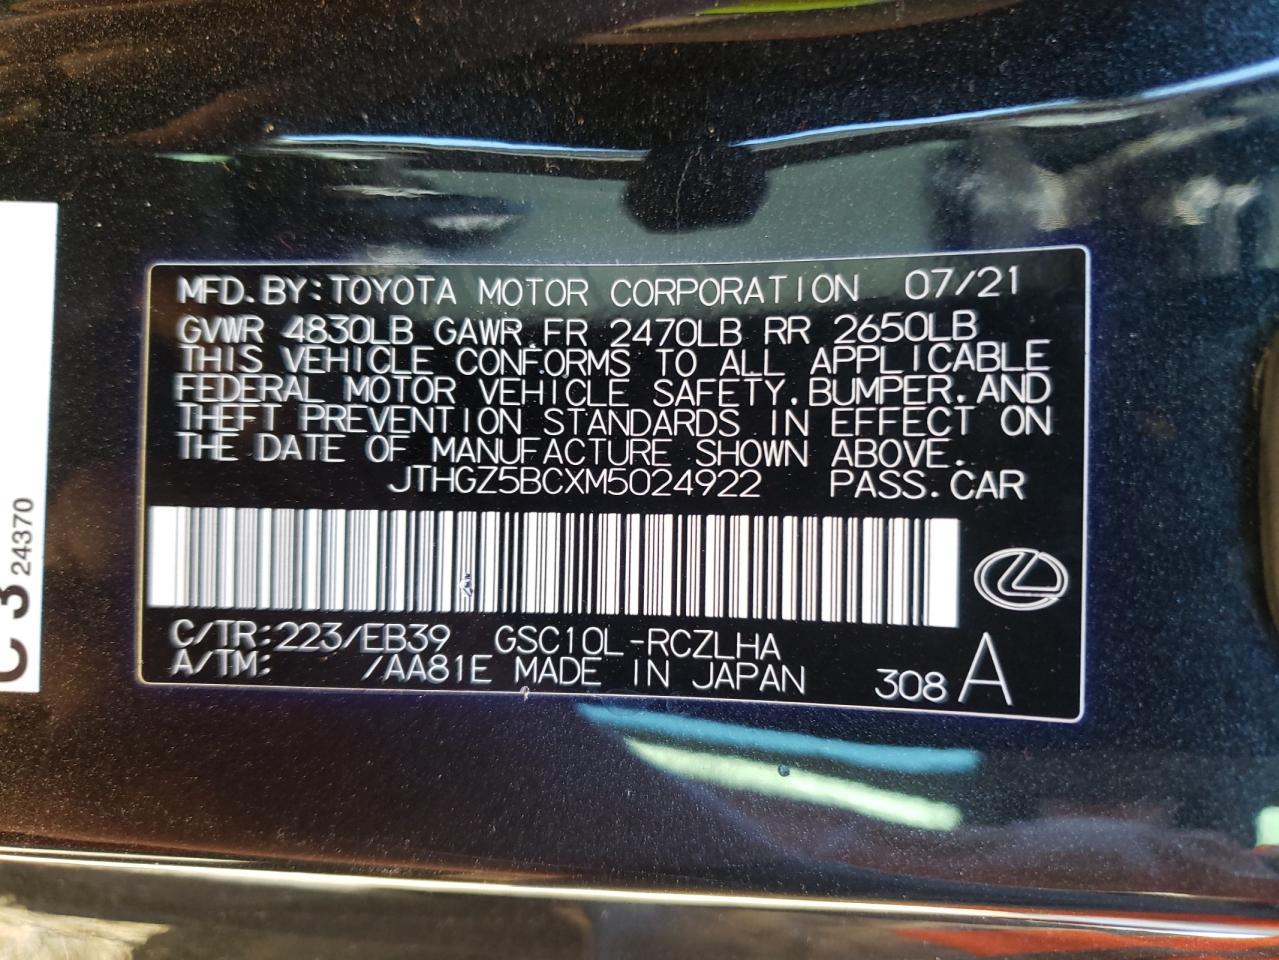 MFD.BY:TOYOTA MOTOR CORPORATION 07/21
GVWR 4830LB GAWR FR 2470LB RR 2650LB
THIS VEHICLE CONFORMS TO ALL APPLICABLE
FEDERAL MOTOR VEHICLE SAFETY.BUMPER.AND
THEFT PREVENTION STANDARDS IN EFFECT ON
THE DATE OF MANUFACTURE SHOWN ABOVE.
JTHGZ5BCXM5024922 PASS.CAR
C/TR:223/EB39 GSC10L-RCZLHA
A/TM: /AA81E MADE IN JAPAN 308 A
24370